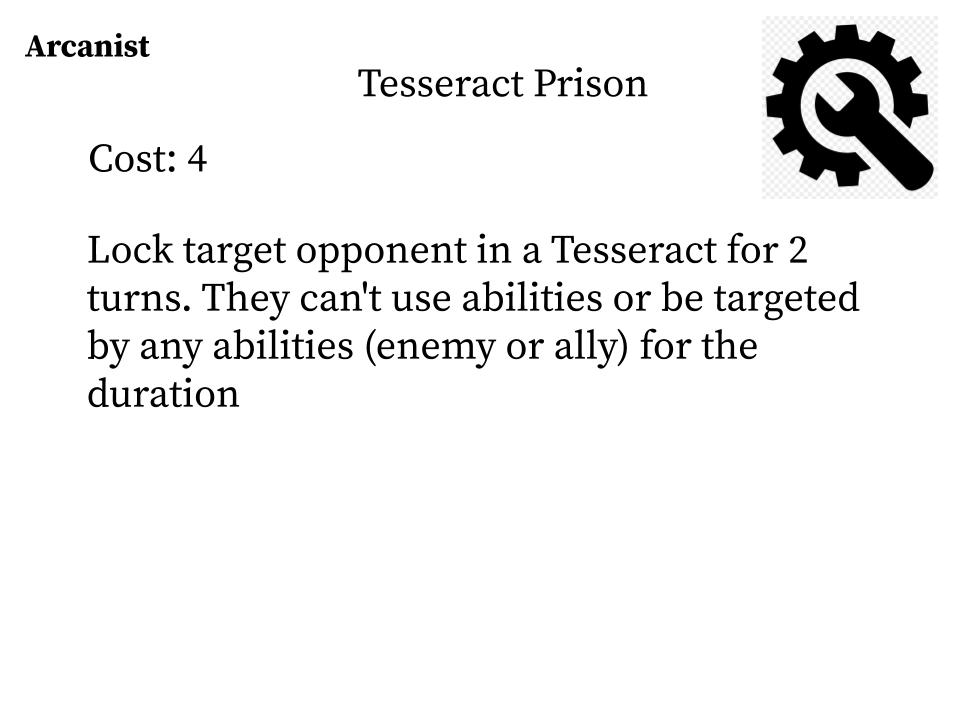 Arcanist
Tesseract Prison
Cost: 4
Lock target opponent in a Tesseract for 2
turns. They can't use abilities or be targeted
by any abilities (enemy or ally) for the
duration